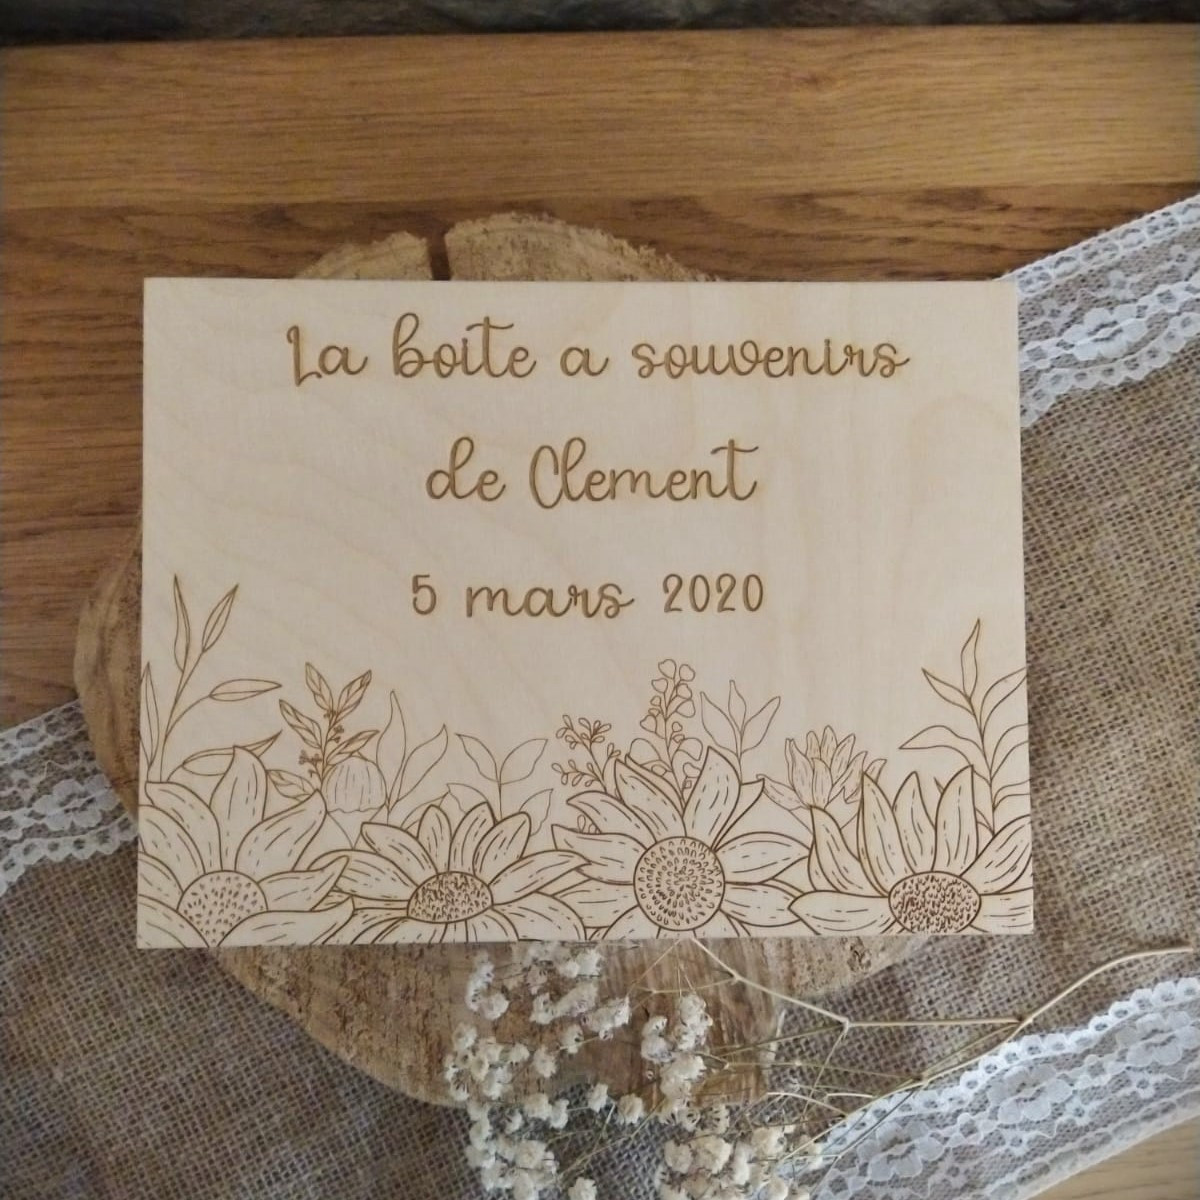 La boite a souvenirs
de Clement
5 mars 2020